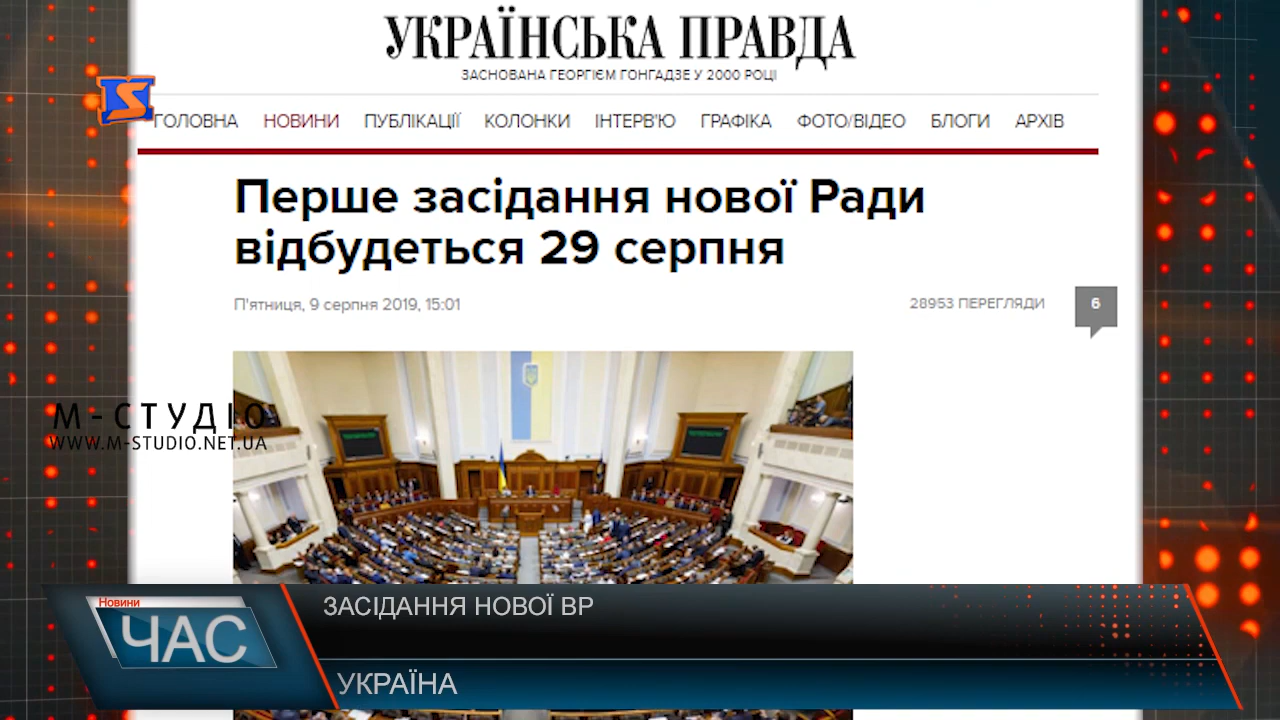 УКРАЇНСЬКА ПРАВДА
ЗАСНОВАНА ГЕОРГІЄМ ГОНГАДЗЕ У 2000 РОЦІ
ГОЛОВНА НОВИНИ ПУБЛІКАЦІЇ КОЛОНКИ ІНТЕРВ'Ю ГРАФІКА ФОТО/ВІДЕО БЛОГИ АРХІВ
Перше засідання нової Ради
відбудеться 29 серпня
П'ятниця, 9 серпня 2019, 15:01
28953 ПЕРЕГЛЯДИ
6
М-СТУДІО
WWW.M-STUDIO.NET.UA
Новини
ЧАС
ЗАСІДАННЯ НОВОЇ ВР
УКРАЇНА